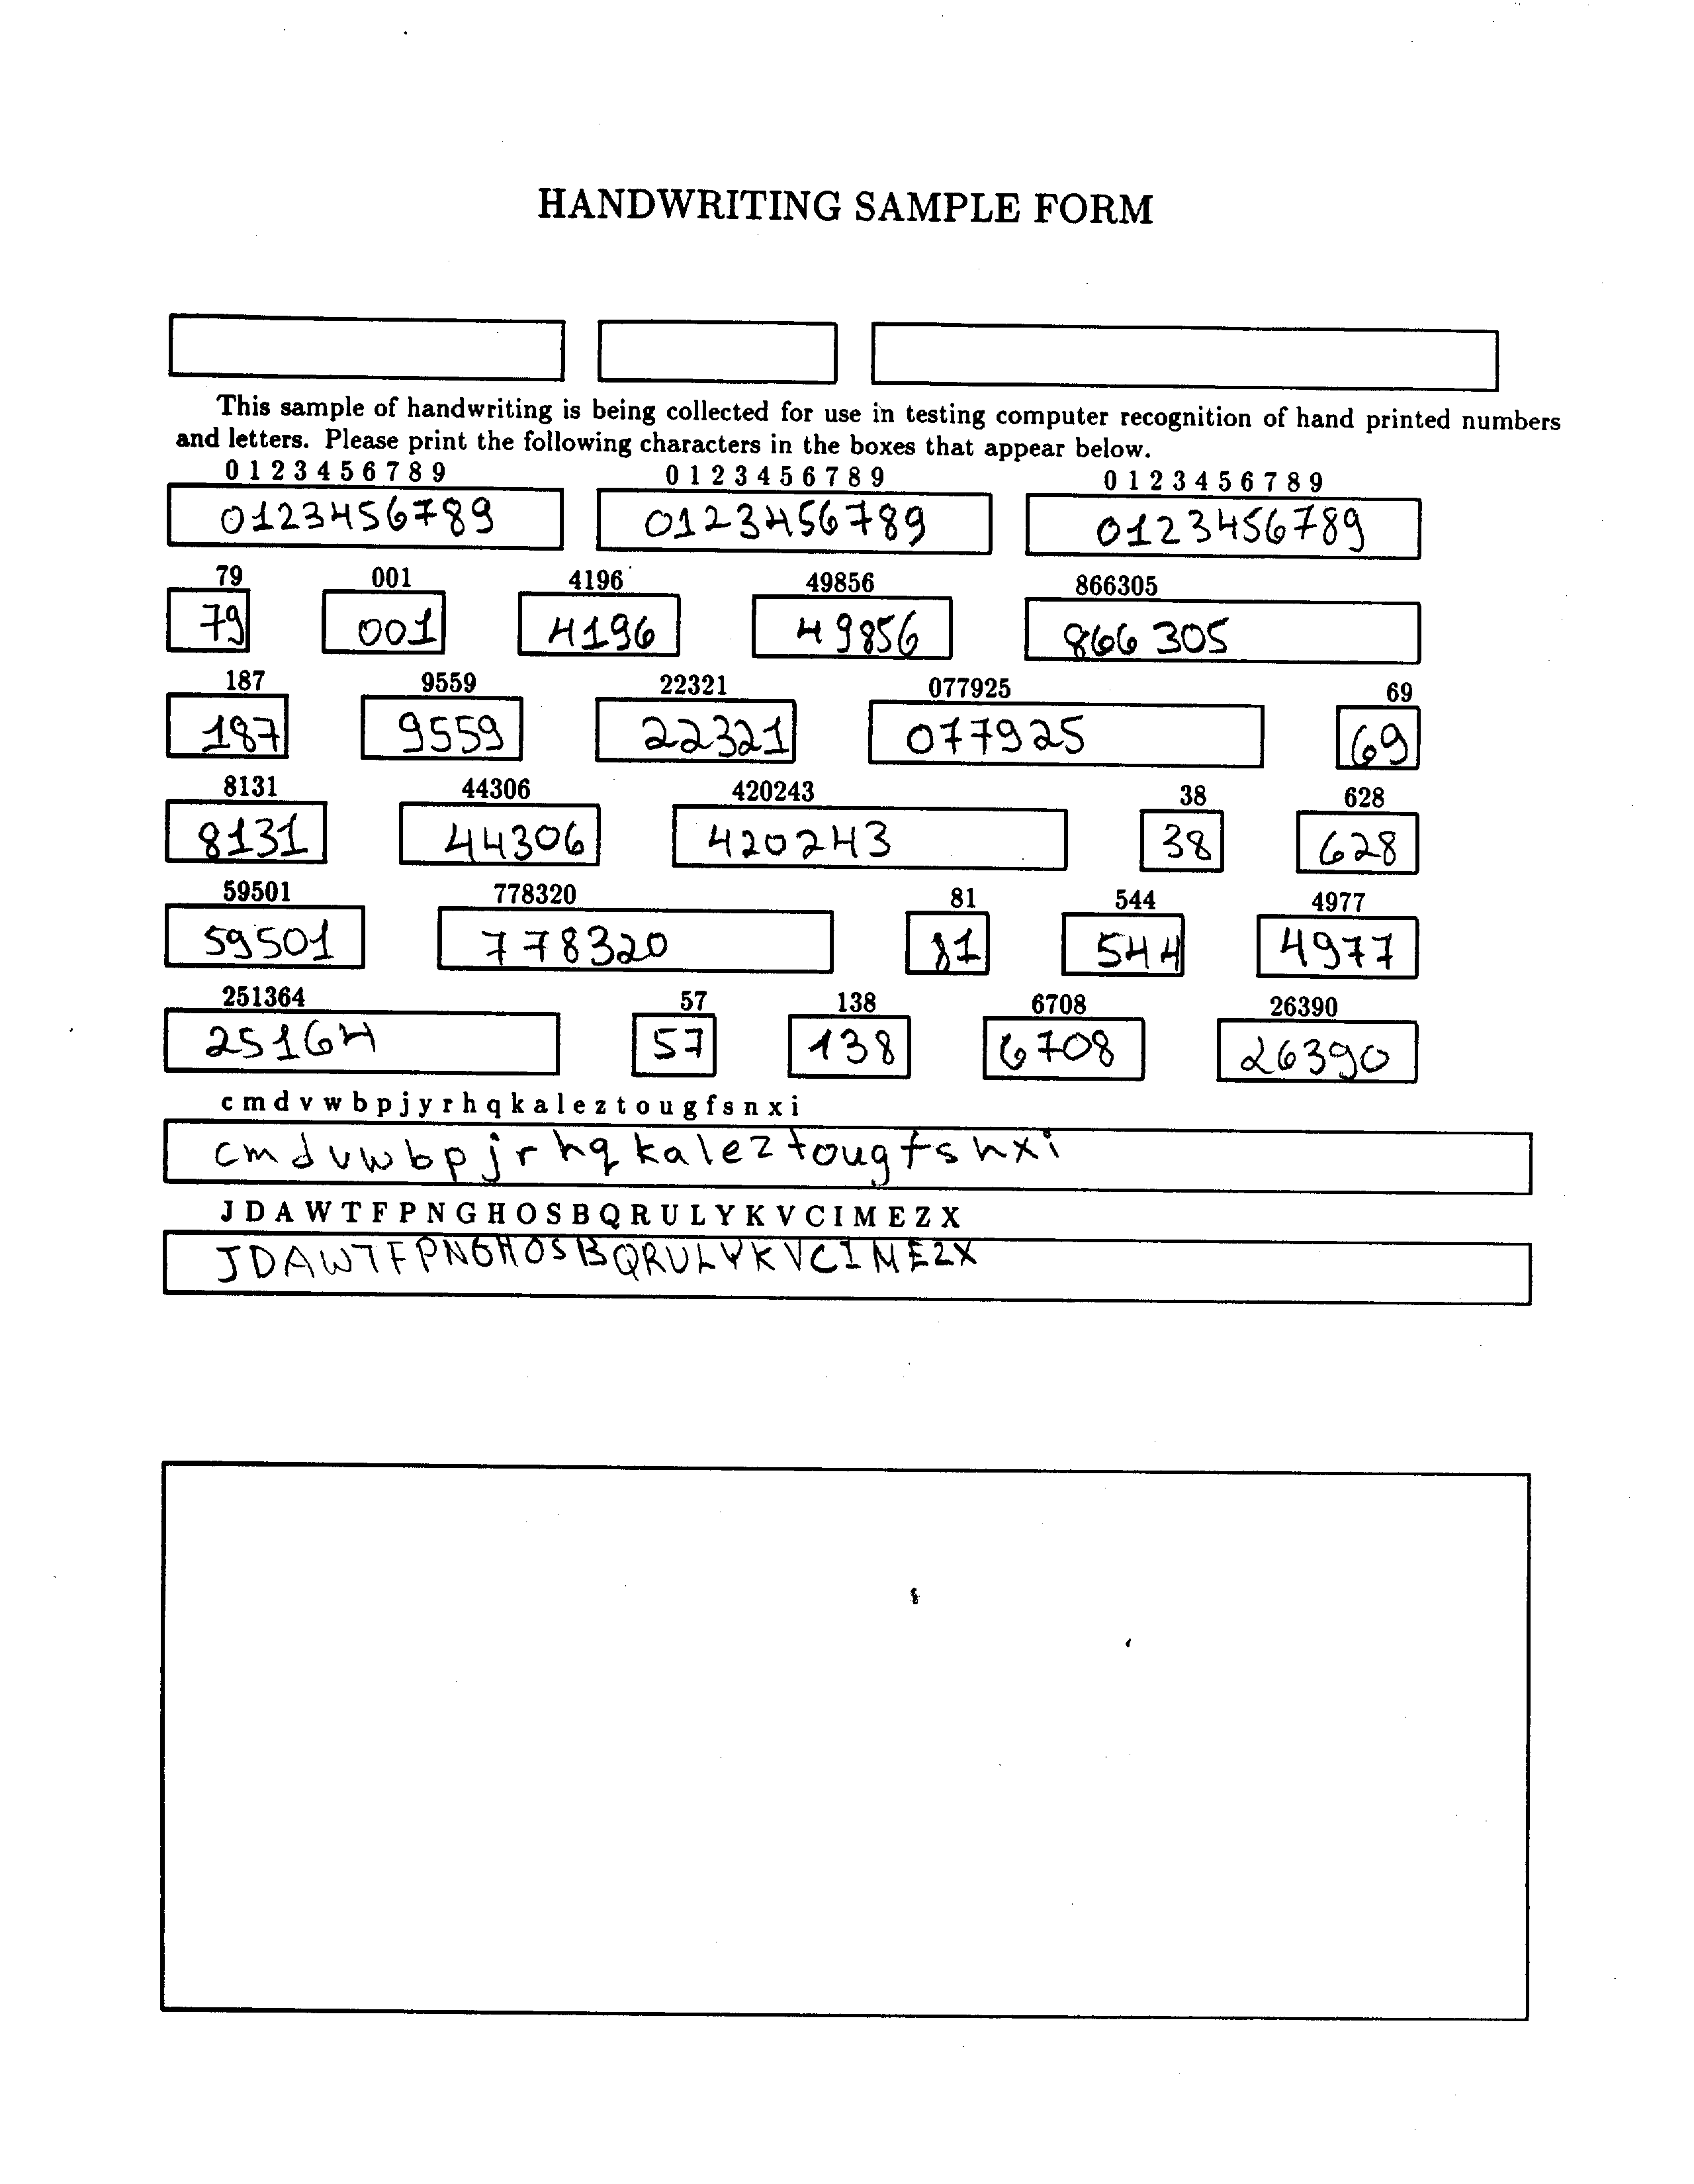 HANDWRITING SAMPLE FORM
This sample of handwriting is being collected for use in testing computer recognition of hand printed numbers
and letters. Please print the following characters in the boxes that appear below.
0 1 2 3 4 5 6 7 8 9 0 1 2 3 4 5 6 7 8 9 0 1 2 3 4 5 6 7 8 9
0123456789 0123456789 0123456789
79 001 4196 49856 866305
79 001 4196 49856 866305
187 9559 22321 077925 69
187 9559 22321 077925 69
8131 44306 420243 38 628
8131 44306 420243 38 628
59501 778320 81 544 4977
59501 778320 81 544 4977
251364 57 138 6708 26390
25164 57 138 6708 26390
c m d v w b p j y r h q k a l e z t o u g f s n x i
cmdvwbpjrhqkaleztougfsnxi
J D A W T F P N G H O S B Q R U L Y K V C I M E Z X
JDAWTFPNGHOSBQRULYKVCIMEZX